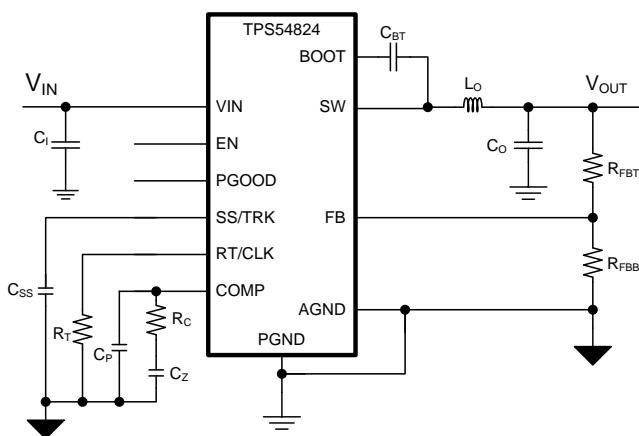 TPS54824
BOOT
C_BT
V_IN
L_O
V_OUT
VIN
SW
C_I
EN
C_O
R_FBT
PGOOD
SS/TRK
FB
RT/CLK
R_FBB
C_SS
COMP
R_T
R_C
AGND
C_P
PGND
C_Z